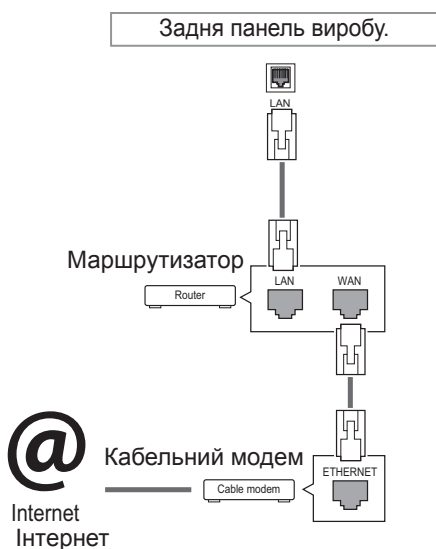 Задня панель виробу.
LAN
Маршрутизатор
LAN
WAN
Router
Кабельний модем
ETHERNET
Cable modem
@
Internet
Інтернет